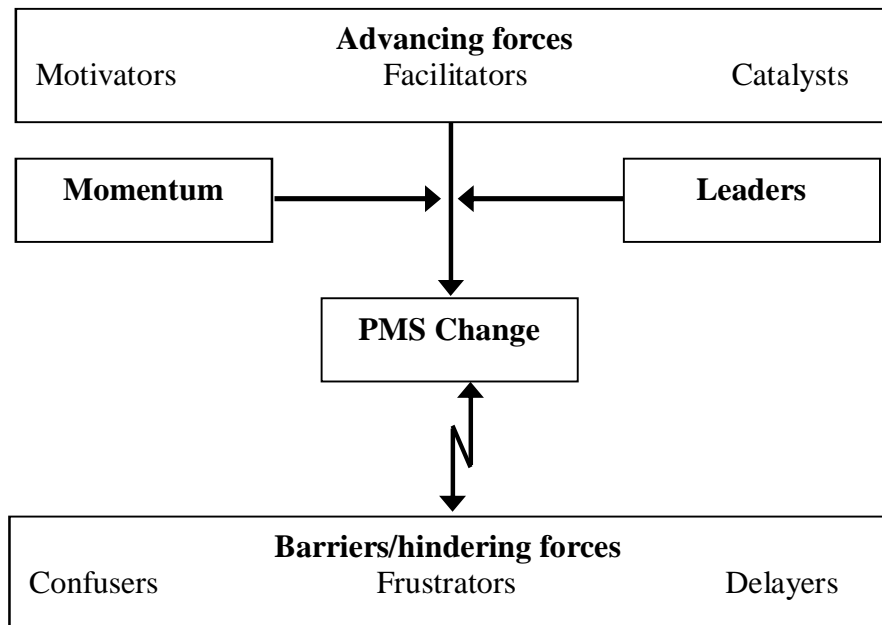 Advancing forces
Motivators Facilitators Catalysts
Momentum Leaders
PMS Change
Barriers/hindering forces
Confusers Frustrators Delayers